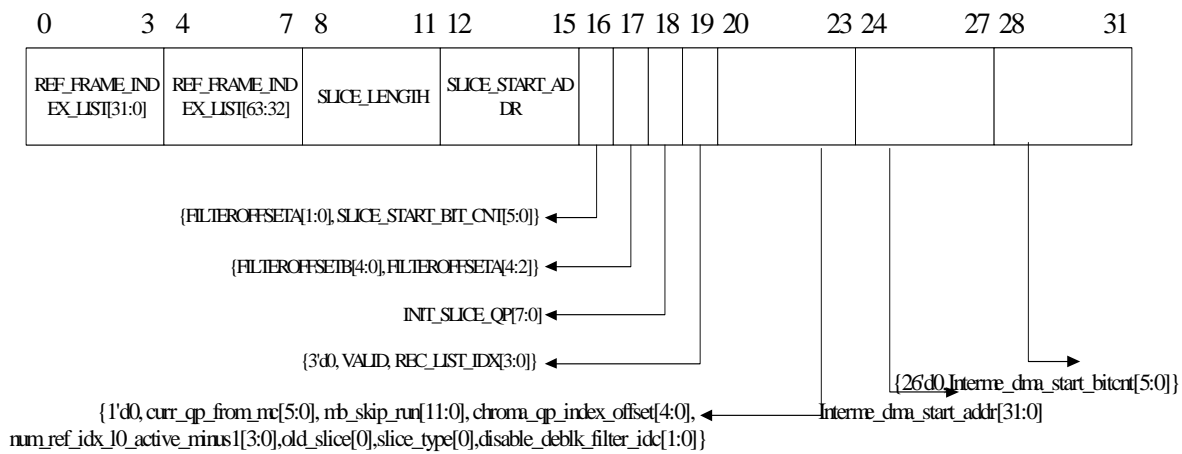 0 3 4 7 8 11 12 15 16 17 18 19 20 23 24 27 28 31
REF_FRAME_IND
EX_LIST[31:0]
REF_FRAME_IND
EX_LIST[63:32]
SLICE_LENGTH
SLICE_START_AD
DR
{FILTEROFFSETA[1:0], SLICE_START_BIT_CNT[5:0]}
{FILTEROFFSETB[4:0], FILTEROFFSETA[4:2]}
INIT_SLICE_QP[7:0]
{3'd0, VALID, REC_LIST_IDX[3:0]}
{26'd0,Interme_dma_start_bitcnt[5:0]}
{1'd0, curr_qp_from_mc[5:0], mb_skip_run[11:0], chroma_qp_index_offset[4:0],
num_ref_idx_l0_active_minus1[3:0],old_slice[0],slice_type[0],disable_deblk_filter_idc[1:0]}
Interme_dma_start_addr[31:0]